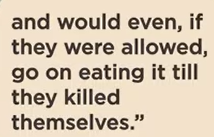 and would even, if
they were allowed,
go on eating it till
they killed
themselves.”